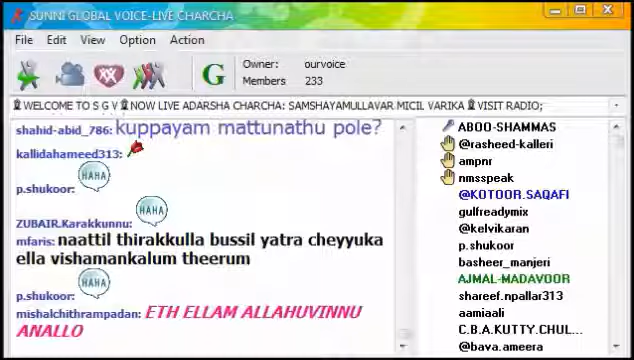 SUNNI GLOBAL VOICE-LIVE CHARCHA
File Edit View Option Action
G
Owner: ourvoice
Members 233
WELCOME TO S G V NOW LIVE ADARSHA CHARCHA: SAMSHAYAMULLAVAR MICIL VARIKA VISIT RADIO;
shahid-abid_786: kuppayam mattunathu pole?
kallidahameed313:
HAHA
p.shukoor:
HAHA
ZUBAIR.Karakkunnu:
mfaris: naattil thirakkulla bussil yatra cheyyuka
ella vishamankalum theerum
HAHA
p.shukoor:
mishalchithrampadan: ETH ELLAM ALLAHUVINNU
ANALLO
ABOO-SHAMMAS
@rasheed-kalleri
ampnr
nmsspeak
@KOTOOR.SAQAFI
gulfreadymix
@kelvikaran
p.shukoor
basheer_manjeri
AJMAL-MADAVOOR
shareef.npallar313
aamiaali
C.B.A.KUTTY.CHUL...
@bava.ameera